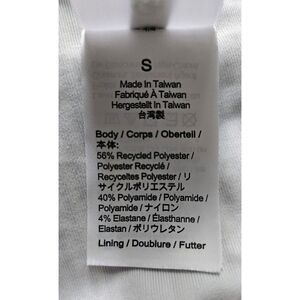 S
Made In Taiwan
Fabriqué À Taiwan
Hergestellt In Taiwan
台湾製
Body / Corps / Oberteil /
本体:
56% Recycled Polyester /
Polyester Recyclé /
Recyceltes Polyester / リ
サイクルポリエステル
40% Polyamide / Polyamide /
Polyamide / ナイロン
4% Elastane / Élasthanne /
Elastan / ポリウレタン
Lining / Doublure / Futter